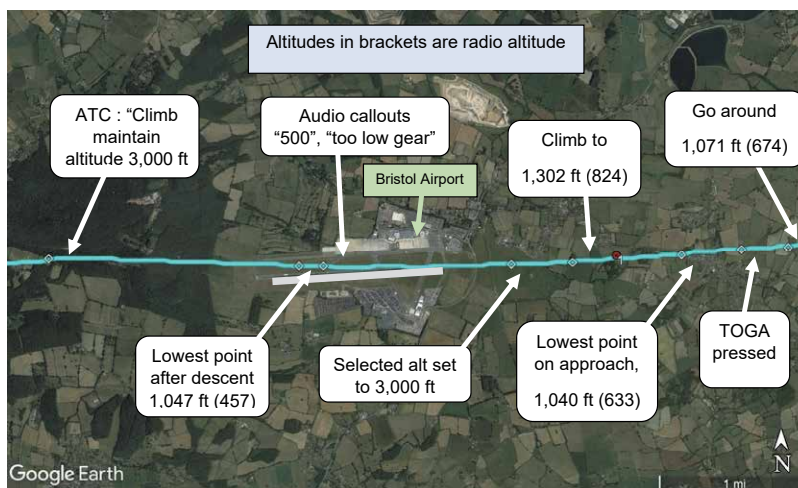 Altitudes in brackets are radio altitude
ATC : “Climb
maintain
altitude 3,000 ft
Audio callouts
“500”, “too low gear”
Bristol Airport
Climb to
1,302 ft (824)
Go around
1,071 ft (674)
Lowest point
after descent
1,047 ft (457)
Selected alt set
to 3,000 ft
Lowest point
on approach,
1,040 ft (633)
TOGA
pressed
Google Earth
1 mi
N